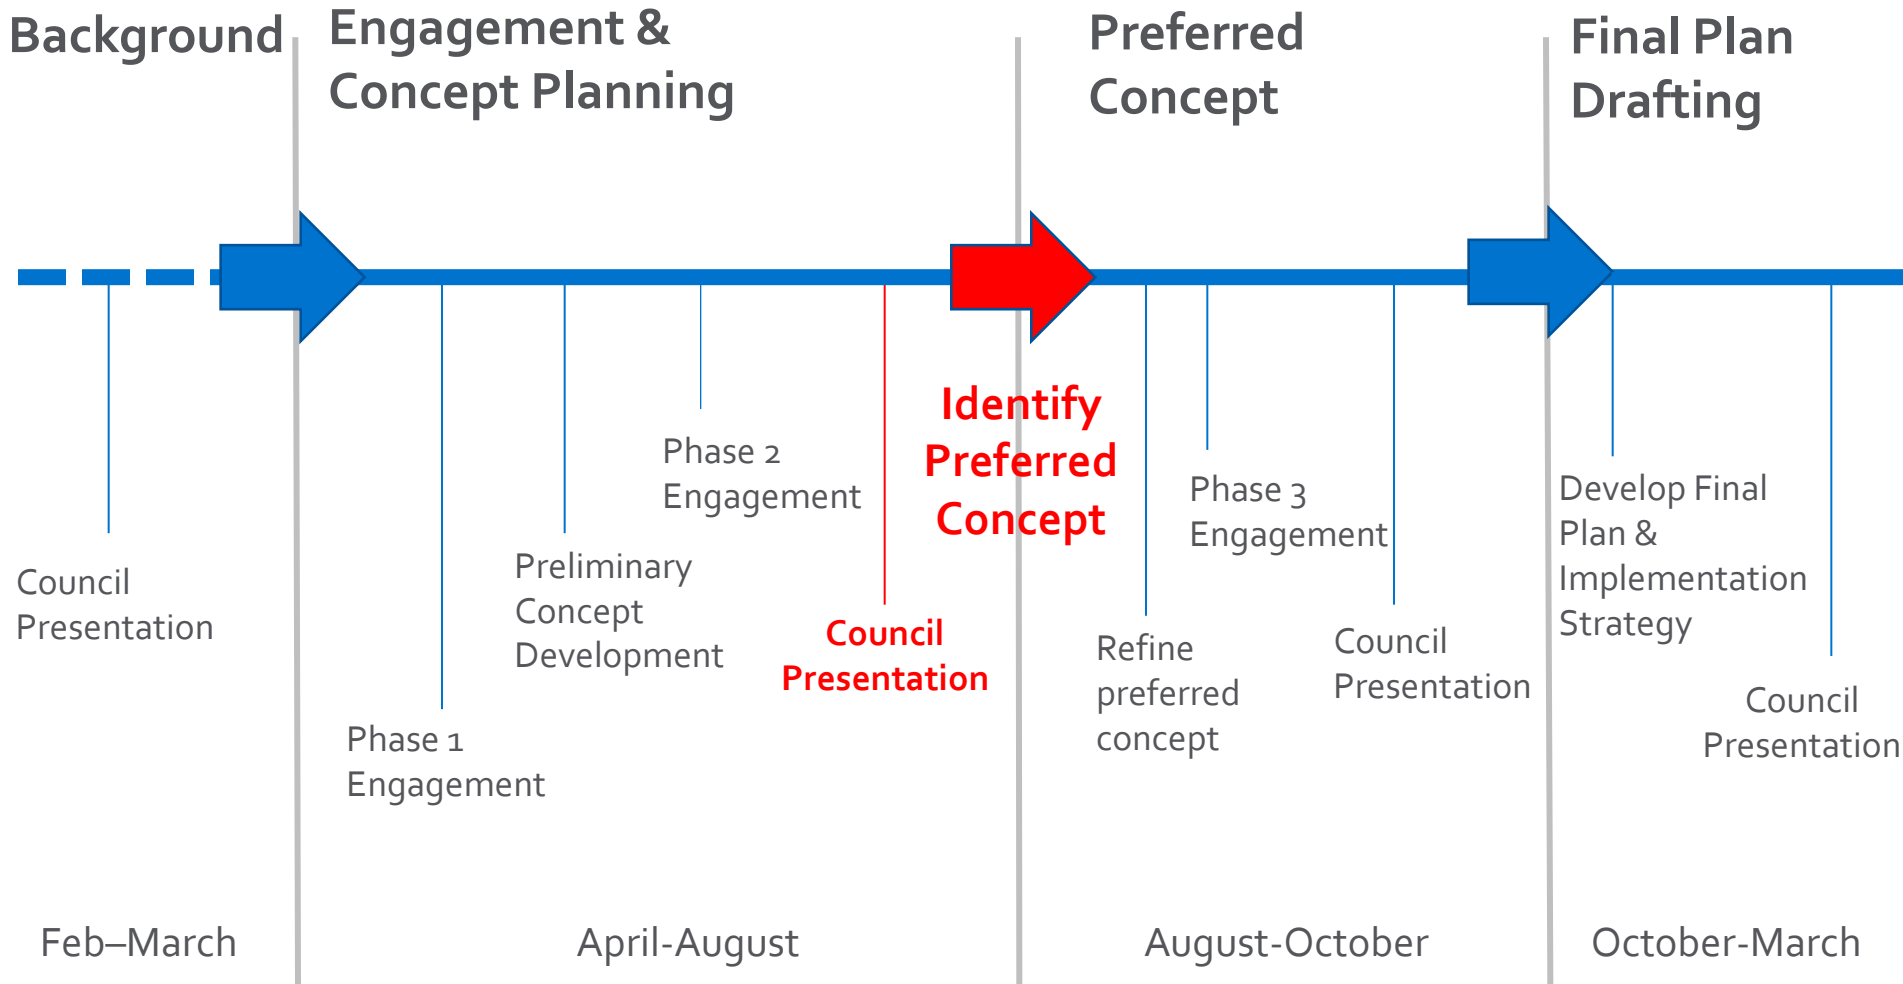 Background
Engagement &
Concept Planning
Preferred
Concept
Final Plan
Drafting
Council
Presentation
Phase 1
Engagement
Preliminary
Concept
Development
Phase 2
Engagement
Council
Presentation
Identify
Preferred
Concept
Refine
preferred
concept
Phase 3
Engagement
Council
Presentation
Develop Final
Plan &
Implementation
Strategy
Council
Presentation
Feb–March
April-August
August-October
October-March